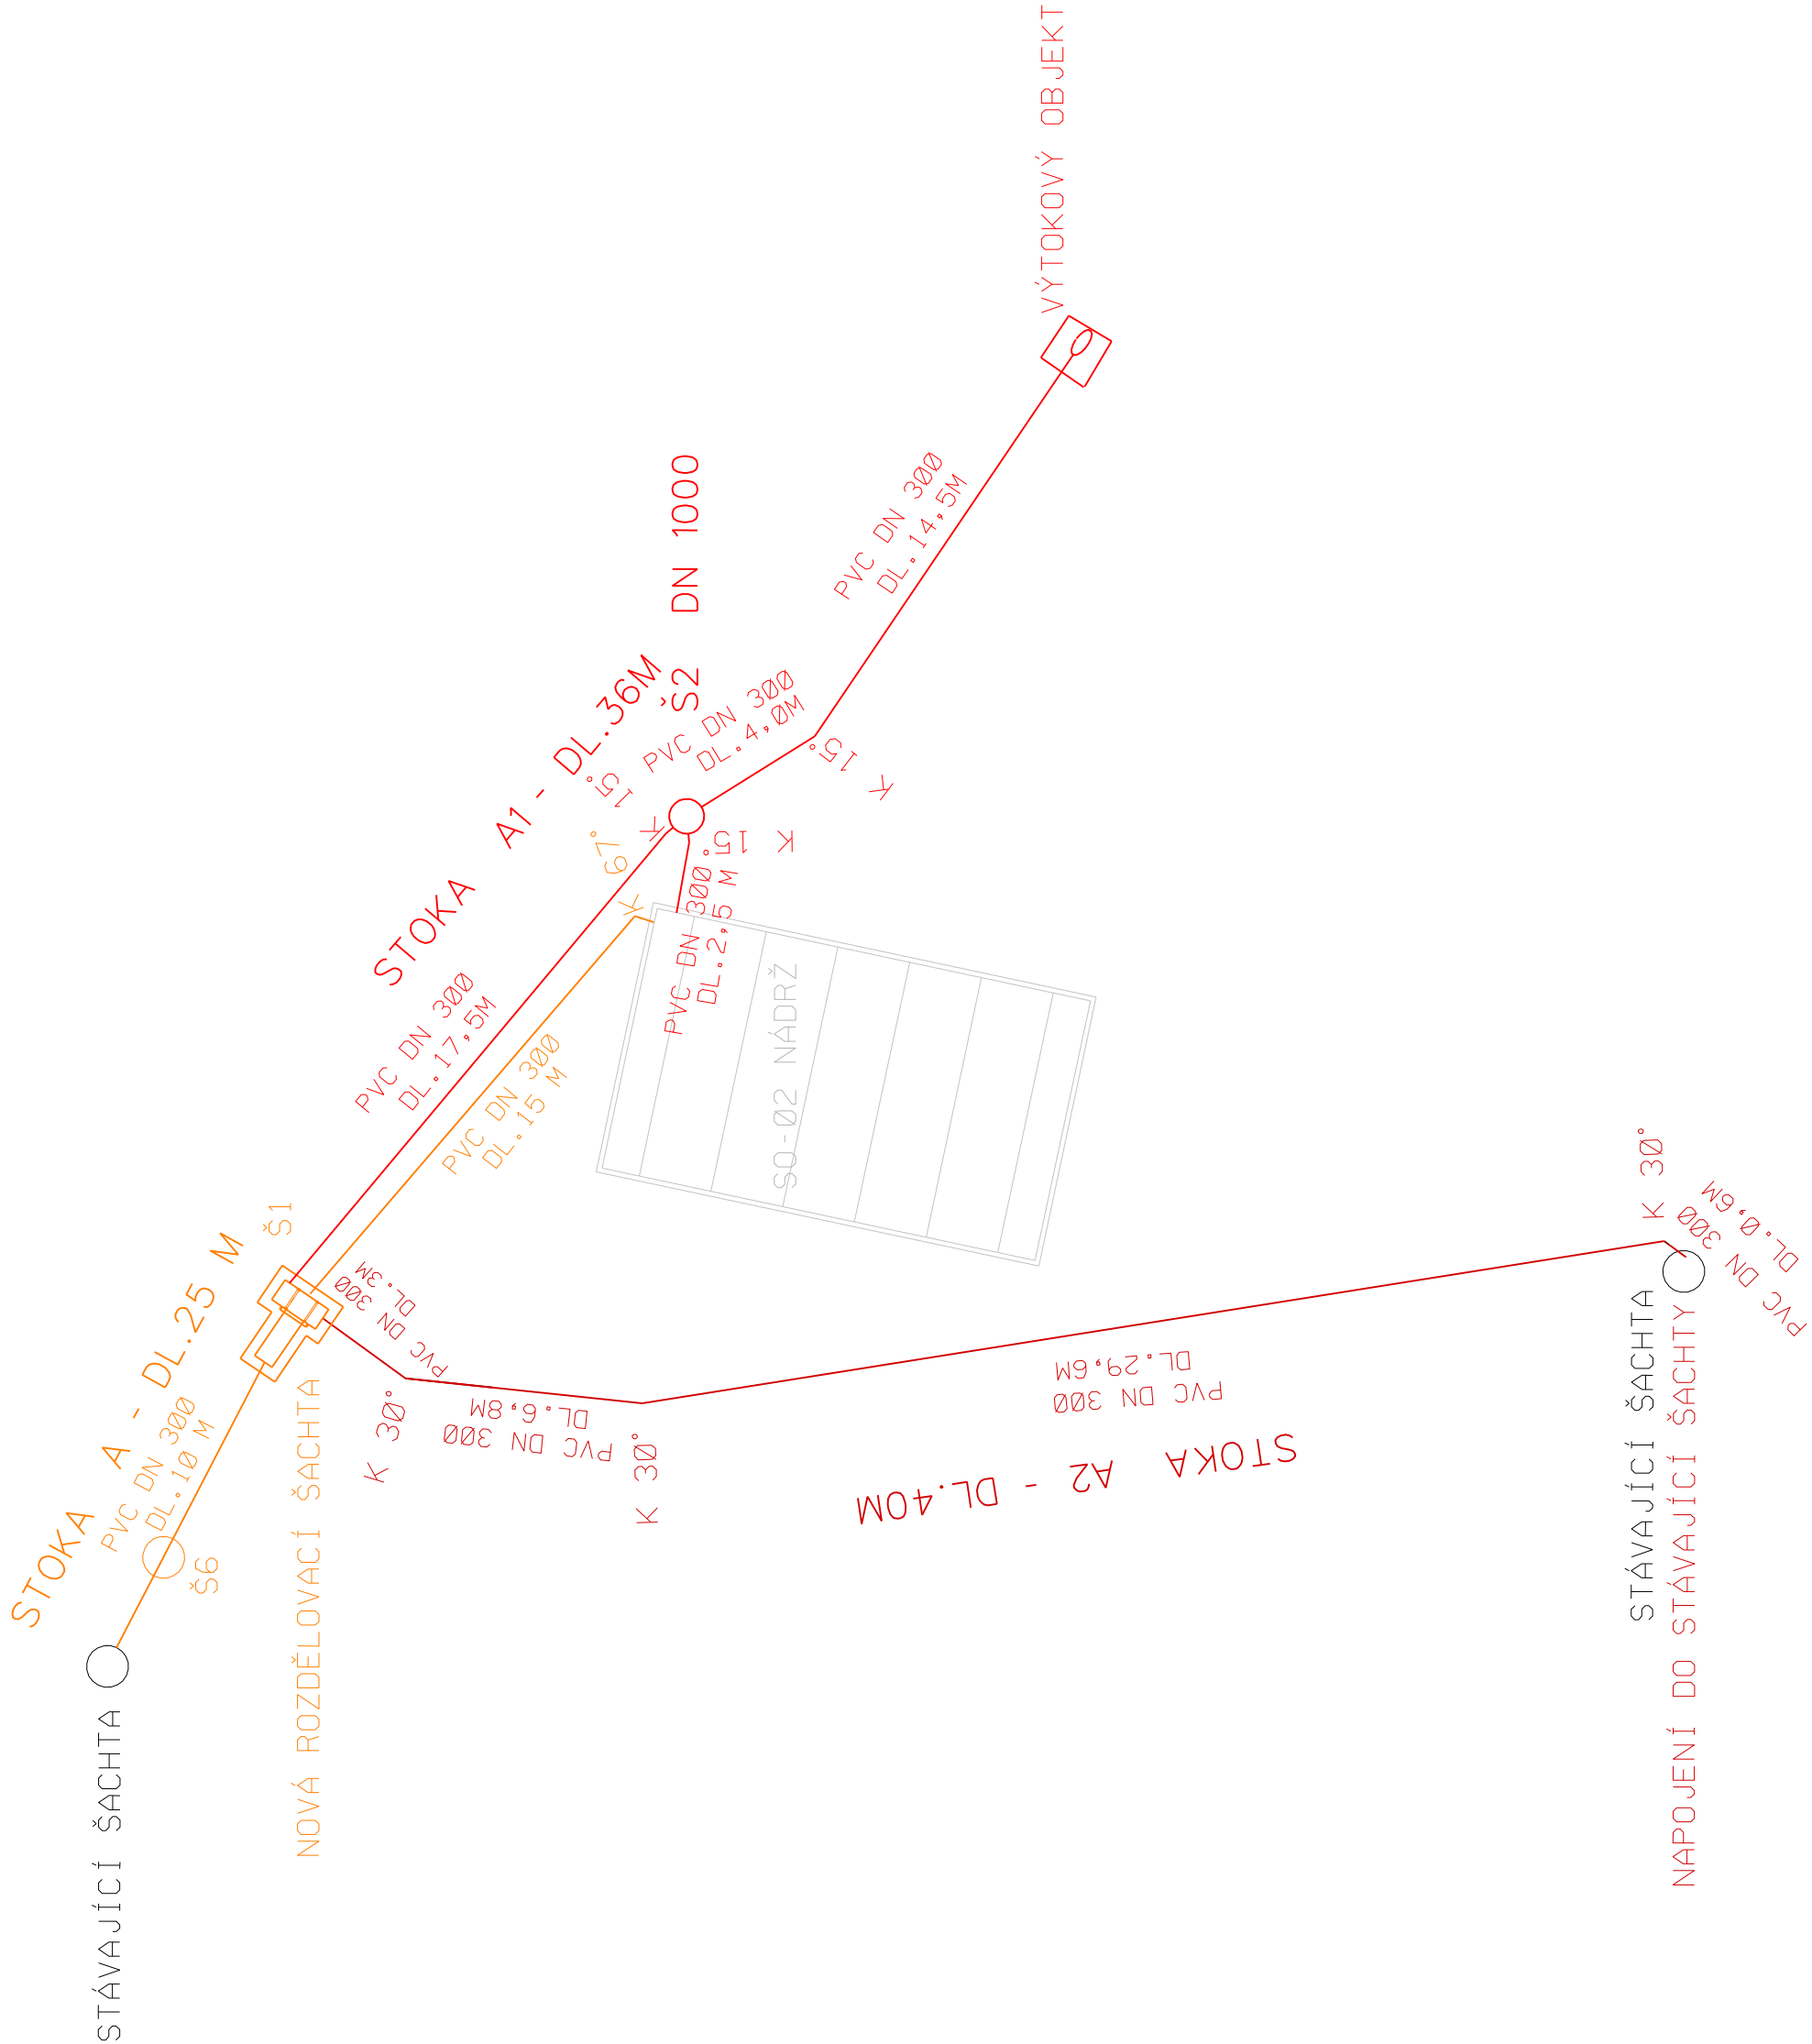 VÝTOKOVÝ OBJEKT
PVC DN 300
DL.14,5M
Š2 DN 1000
STOKA A1 - DL.36M
PVC DN 300
DL.4,0M
K 15°
K 15°
K 15°
K 67°
PVC DN 300
DL.2,5 M
PVC DN 300
DL.17,5M
PVC DN 300
DL.15 M
SO-02 NÁDRŽ
Š1
STOKA A - DL.25 M
PVC DN 300
DL.10 M
Š6
NOVÁ ROZDĚLOVACÍ ŠACHTA
STÁVAJÍCÍ ŠACHTA
PVC DN 300
DL.3M
K 30°
PVC DN 300
DL.6,8M
K 30°
PVC DN 300
DL.29,6M
STOKA A2 - DL.40M
K 30°
PVC DN 300
DL.0,6M
STÁVAJÍCÍ ŠACHTA
NAPOJENÍ DO STÁVAJÍCÍ ŠACHTY